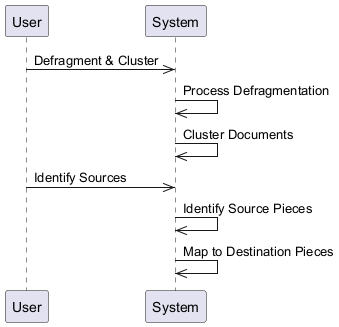 User System
Defragment & Cluster
Process Defragmentation
Cluster Documents
Identify Sources
Identify Source Pieces
Map to Destination Pieces
User System